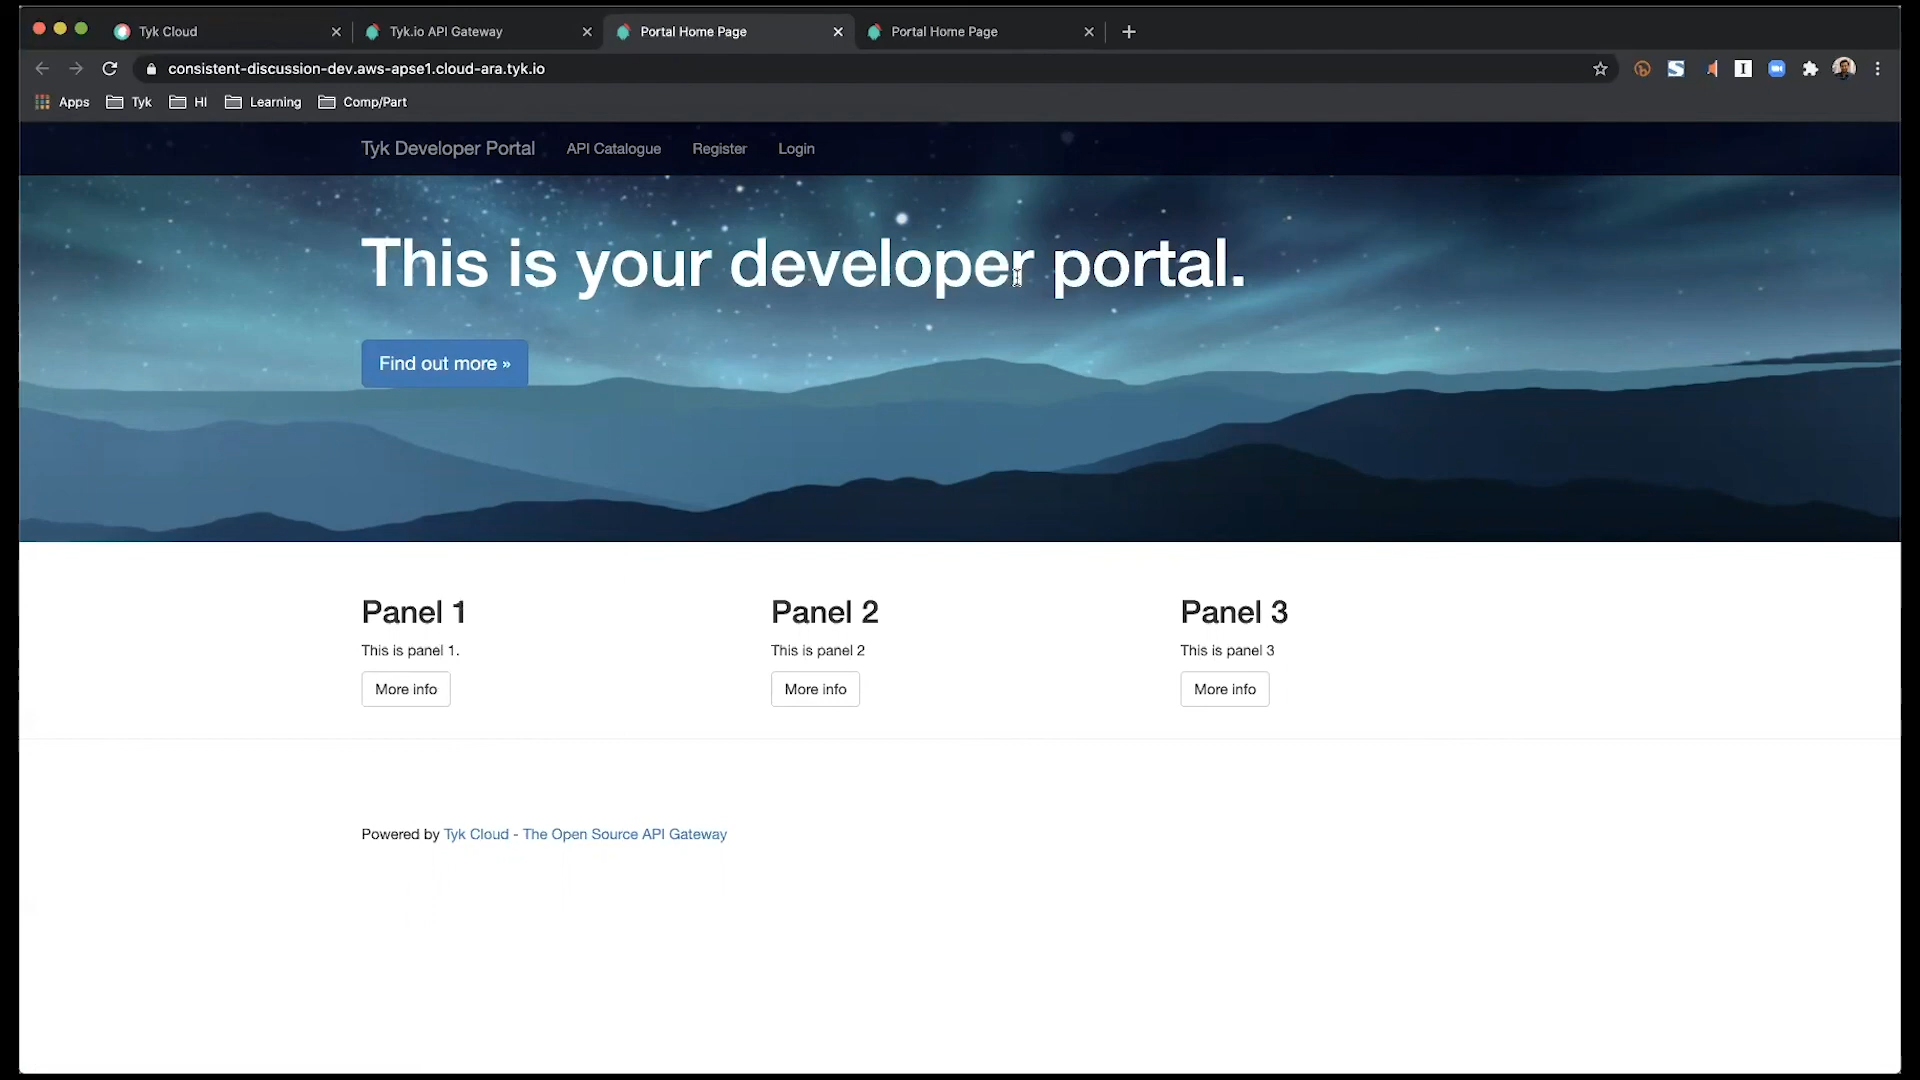 Tyk Cloud
Tyk.io API Gateway
Portal Home Page
Portal Home Page
consistent-discussion-dev.aws-apse1.cloud-ara.tyk.io
Apps
Tyk
HI
Learning
Comp/Part
Tyk Developer Portal
API Catalogue
Register
Login
This is your developer portal.
Find out more »
Panel 1
Panel 2
Panel 3
This is panel 1.
This is panel 2
This is panel 3
More info
More info
More info
Powered by Tyk Cloud - The Open Source API Gateway